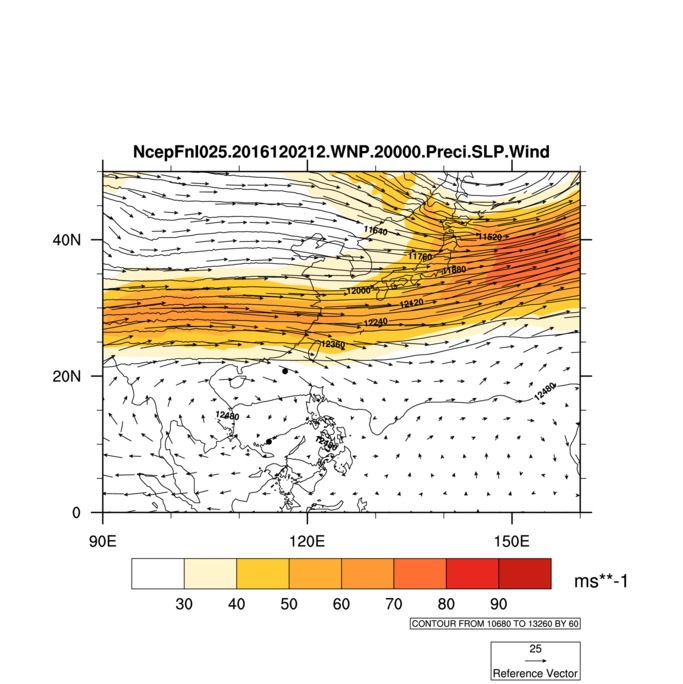 NcepFnl025.2016120212.WNP.20000.Preci.SLP.Wind
11640
11520
40N
11760
11880
12000
12120
12240
12360
20N
12480
12480
0
90E 120E 150E
ms**-1
30 40 50 60 70 80 90
CONTOUR FROM 10680 TO 13260 BY 60
25
Reference Vector